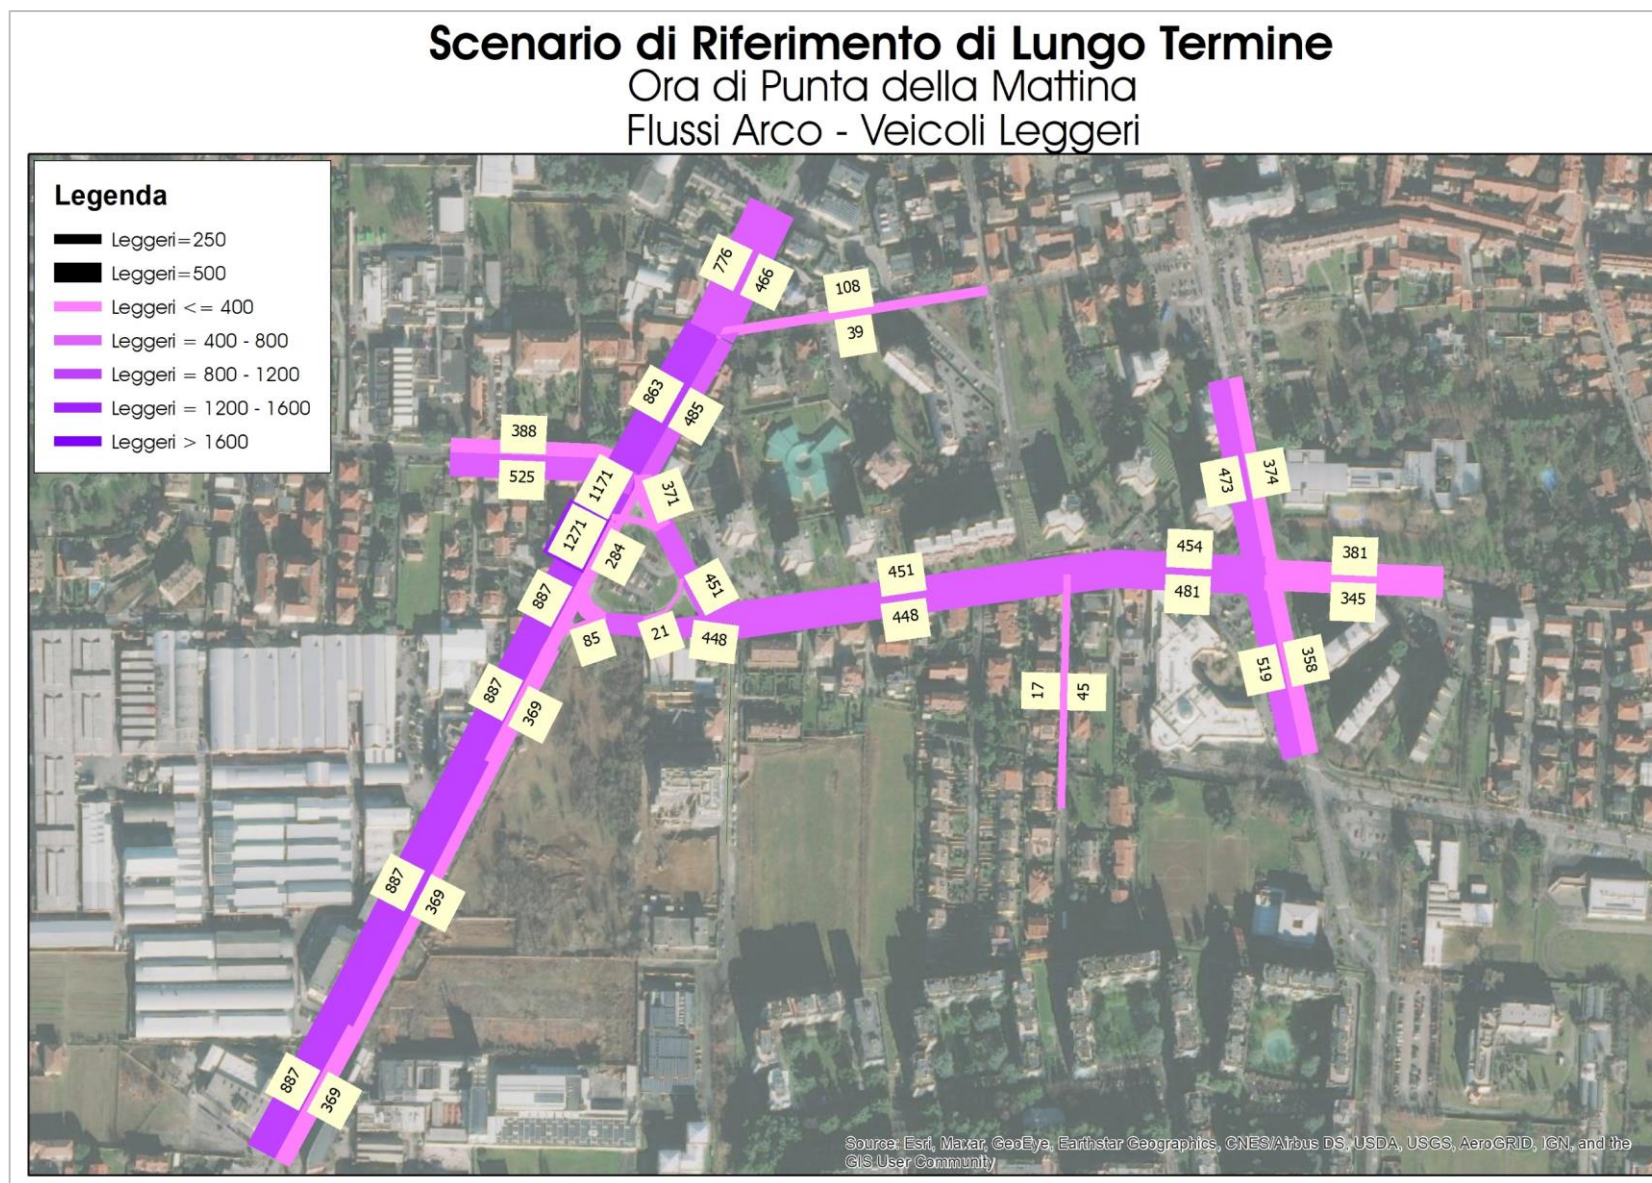 Scenario di Riferimento di Lungo Termine
Ora di Punta della Mattina
Flussi Arco - Veicoli Leggeri
Legenda
Leggeri=250
Leggeri=500
Leggeri <= 400
Leggeri = 400 - 800
Leggeri = 800 - 1200
Leggeri = 1200 - 1600
Leggeri > 1600
776
466
108
39
863
485
388
525
1171
371
1271
284
887
451
85
21
448
451
448
454
481
473
374
381
345
519
358
17
45
887
369
887
369
887
369
Source: Esri, Maxar, GeoEye, Earthstar Geographics, CNES/Airbus DS, USDA, USGS, AeroGRID, IGN, and the
GIS User Community